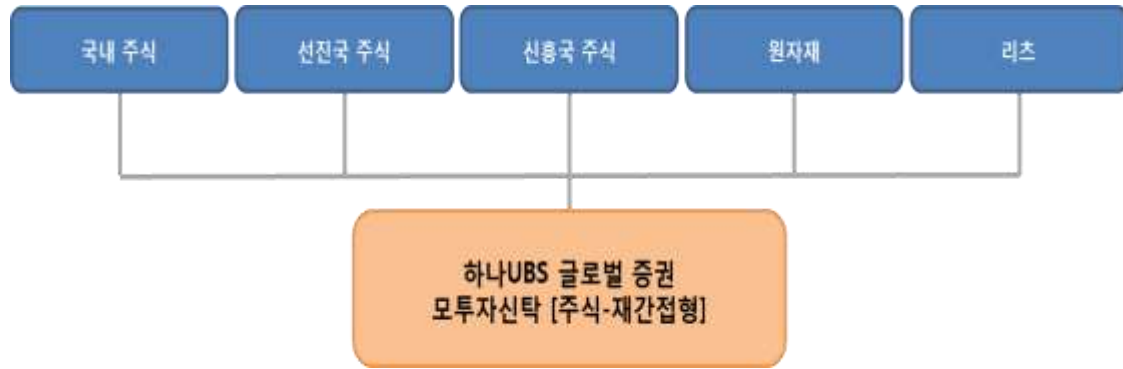 국내 주식
선진국 주식
신흥국 주식
원자재
리츠
하나UBS 글로벌 증권
모투자신탁 [주식-재간접형]